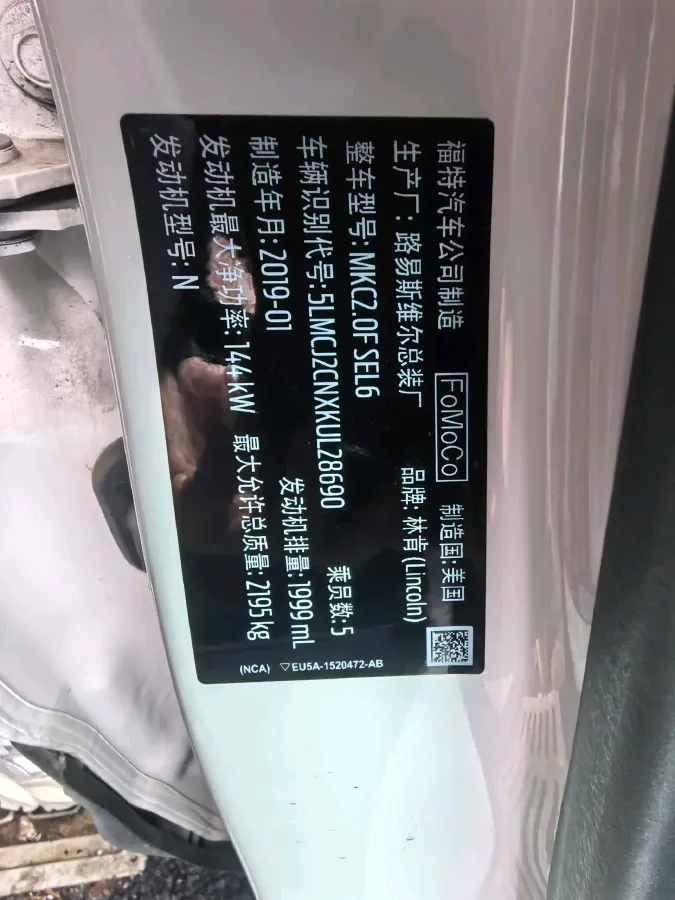 福特汽车公司制造 FoMoCo 制造国: 美国
生产厂: 路易斯维尔总装厂 品牌: 林肯(Lincoln)
整车型号: MKC2.0F SEL6
车辆识别代号: 5LMCJ2CNXKUL28690 乘员数: 5
制造年月: 2019-01 发动机排量: 1999 mL
发动机最大净功率: 144 kW 最大允许总质量: 2195 kg
发动机型号: N
(NCA) ▽EU5A-1520472-AB